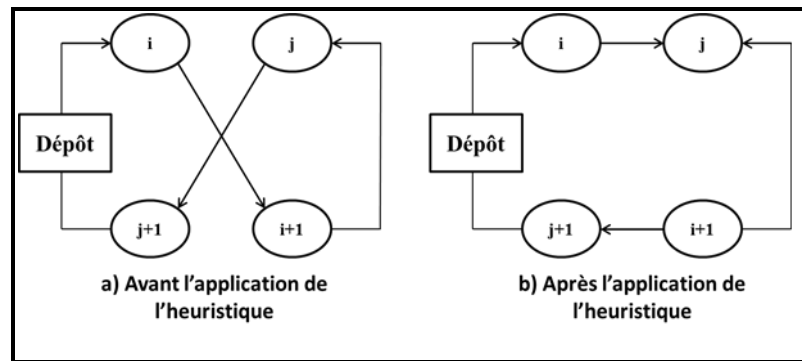 i
j
Dépôt
j+1
i+1
a) Avant l'application de
l'heuristique
i
j
Dépôt
j+1
i+1
b) Après l'application de
l'heuristique